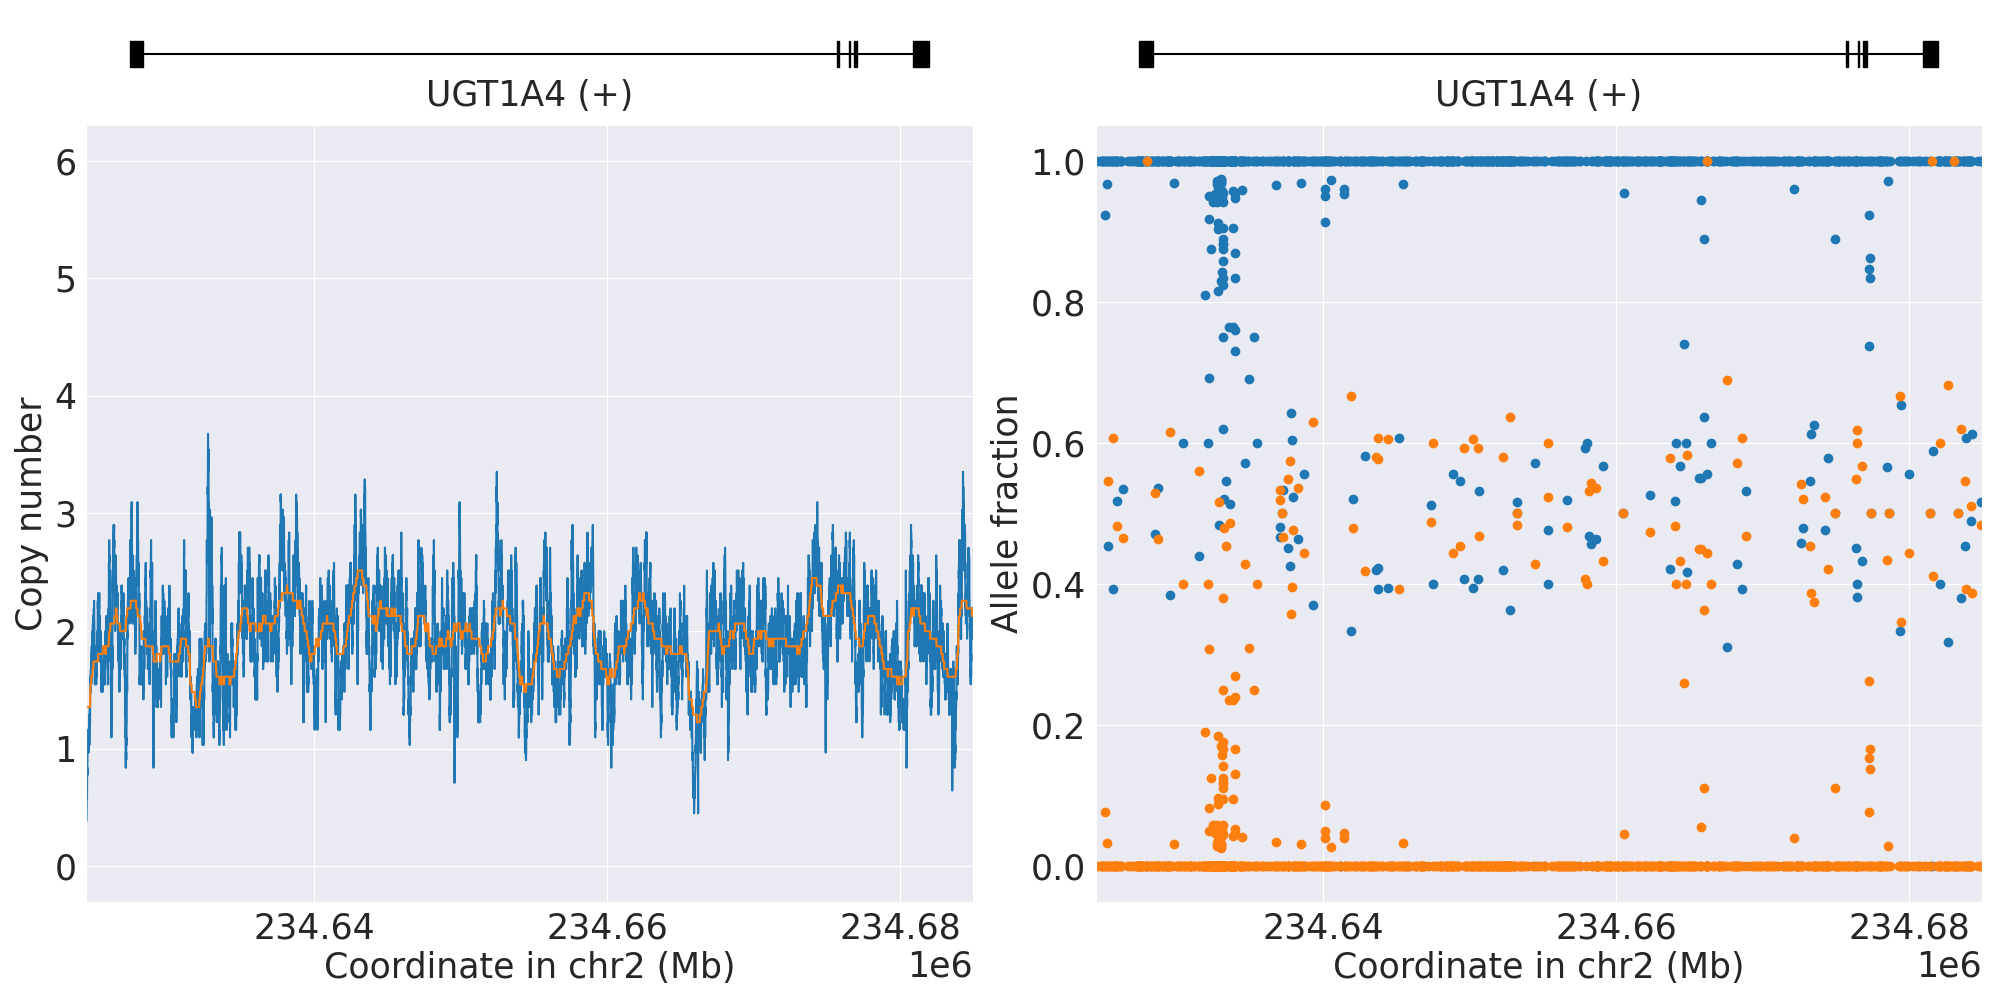 UGT1A4 (+)
6
5
4
3
2
1
0
Copy number
234.64
234.66
234.68
Coordinate in chr2 (Mb)
1e6
UGT1A4 (+)
1.0
0.8
0.6
0.4
0.2
0.0
Allele fraction
234.64
234.66
234.68
Coordinate in chr2 (Mb)
1e6